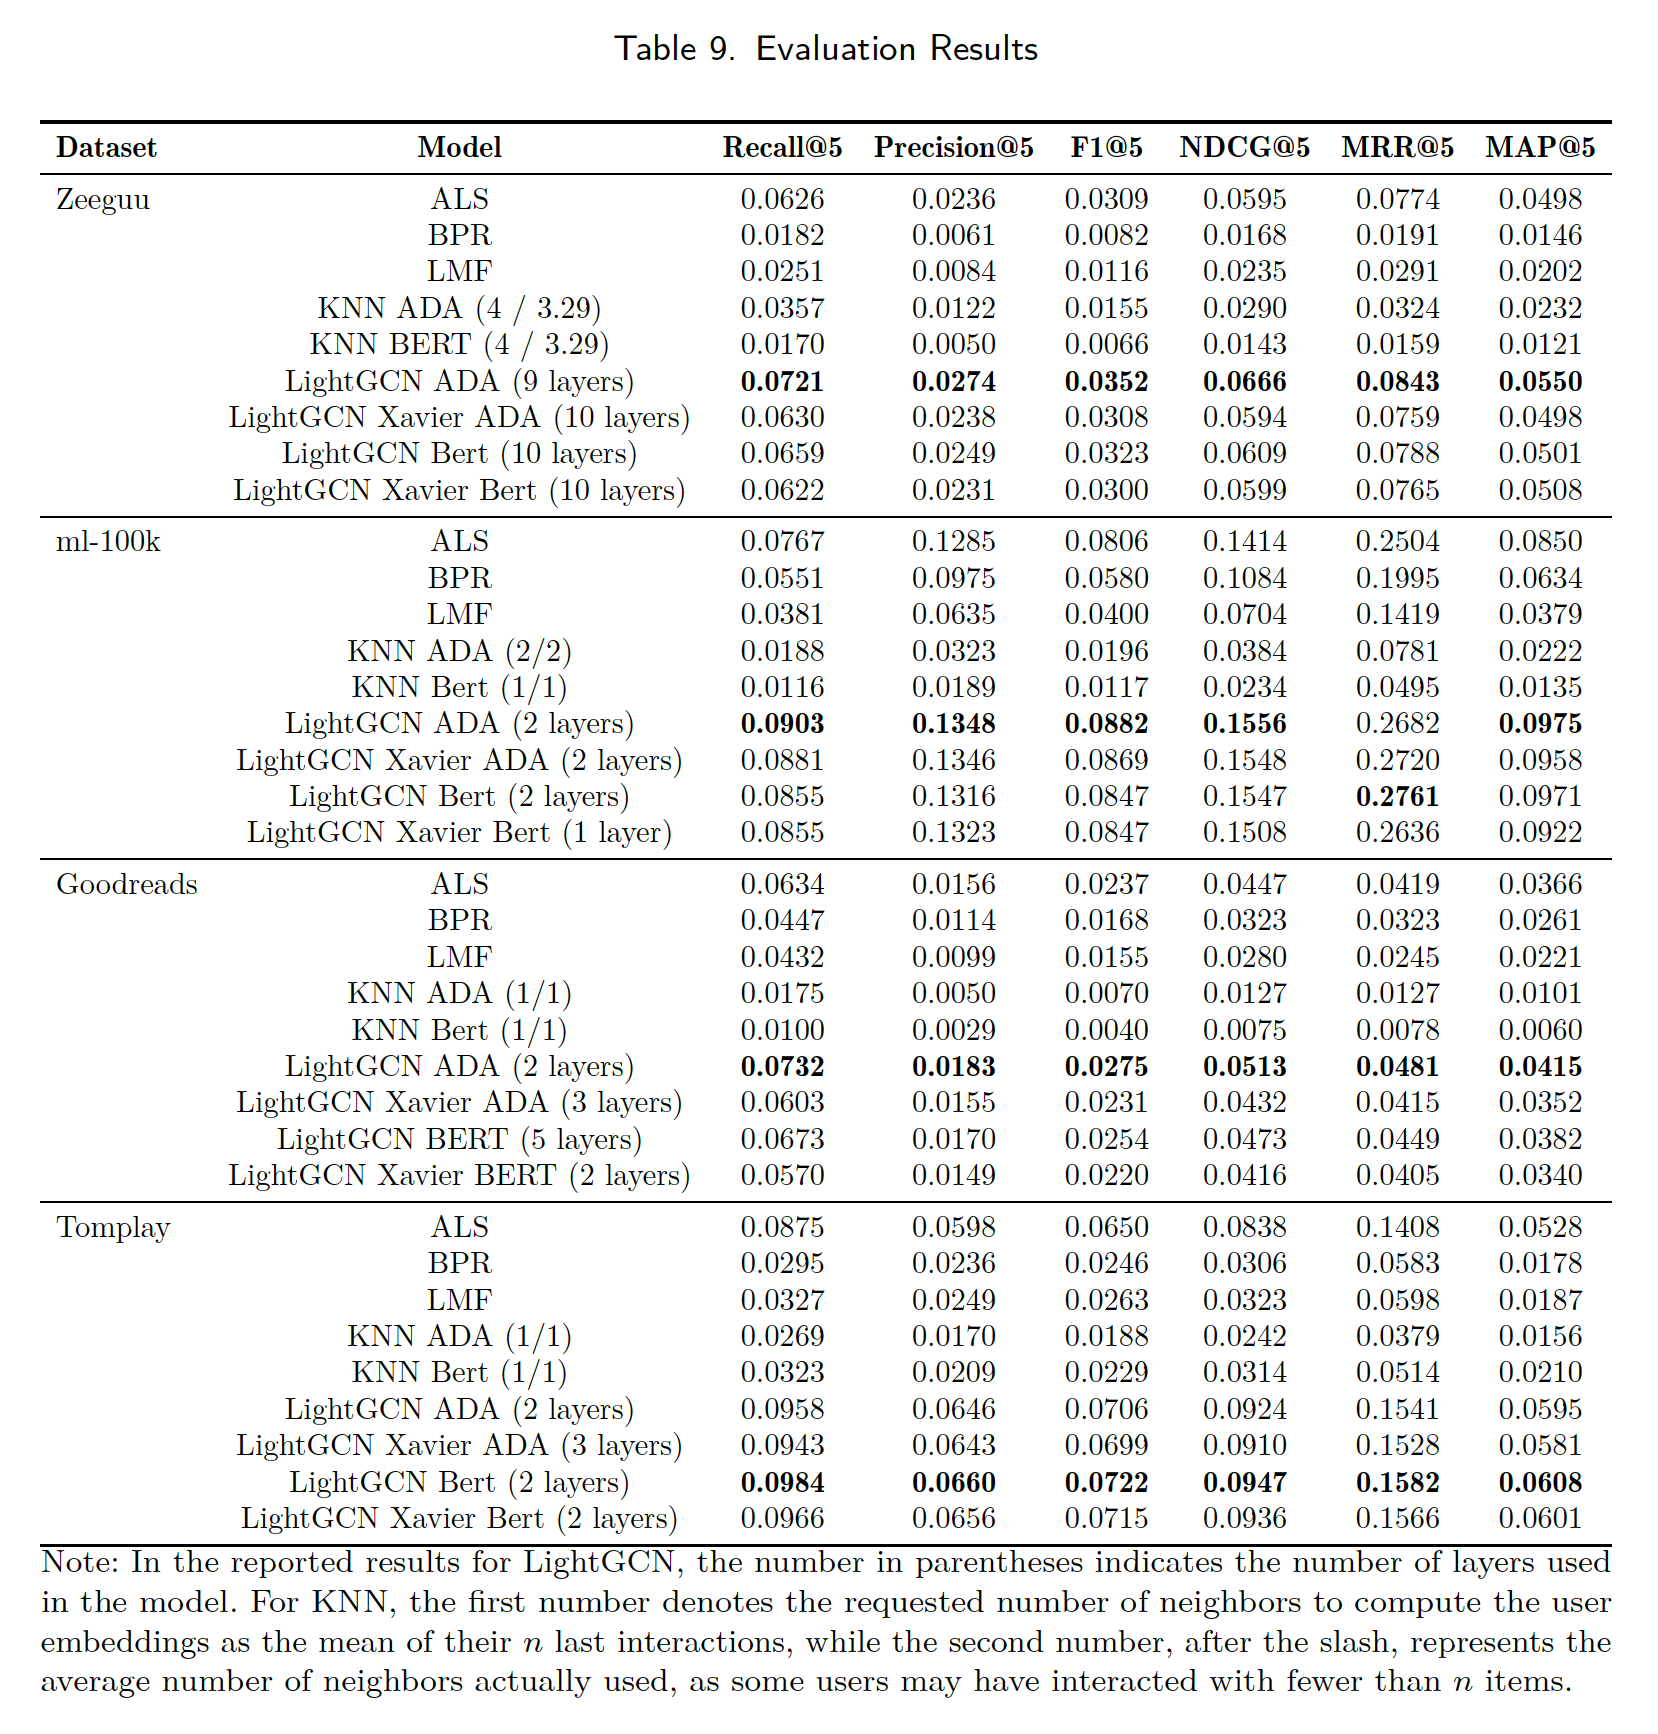 Table 9. Evaluation Results
Dataset Model Recall@5 Precision@5 F1@5 NDCG@5 MRR@5 MAP@5
Zeeguu ALS 0.0626 0.0236 0.0309 0.0595 0.0774 0.0498
BPR 0.0182 0.0061 0.0082 0.0168 0.0191 0.0146
LMF 0.0251 0.0084 0.0116 0.0235 0.0291 0.0202
KNN ADA (4 / 3.29) 0.0357 0.0122 0.0155 0.0290 0.0324 0.0232
KNN BERT (4 / 3.29) 0.0170 0.0050 0.0066 0.0143 0.0159 0.0121
LightGCN ADA (9 layers) 0.0721 0.0274 0.0352 0.0666 0.0843 0.0550
LightGCN Xavier ADA (10 layers) 0.0630 0.0238 0.0308 0.0594 0.0759 0.0498
LightGCN Bert (10 layers) 0.0659 0.0249 0.0323 0.0609 0.0788 0.0501
LightGCN Xavier Bert (10 layers) 0.0622 0.0231 0.0300 0.0599 0.0765 0.0508
ml-100k ALS 0.0767 0.1285 0.0806 0.1414 0.2504 0.0850
BPR 0.0551 0.0975 0.0580 0.1084 0.1995 0.0634
LMF 0.0381 0.0635 0.0400 0.0704 0.1419 0.0379
KNN ADA (2/2) 0.0188 0.0323 0.0196 0.0384 0.0781 0.0222
KNN Bert (1/1) 0.0116 0.0189 0.0117 0.0234 0.0495 0.0135
LightGCN ADA (2 layers) 0.0903 0.1348 0.0882 0.1556 0.2682 0.0975
LightGCN Xavier ADA (2 layers) 0.0881 0.1346 0.0869 0.1548 0.2720 0.0958
LightGCN Bert (2 layers) 0.0855 0.1316 0.0847 0.1547 0.2761 0.0971
LightGCN Xavier Bert (1 layer) 0.0855 0.1323 0.0847 0.1508 0.2636 0.0922
Goodreads ALS 0.0634 0.0156 0.0237 0.0447 0.0419 0.0366
BPR 0.0447 0.0114 0.0168 0.0323 0.0323 0.0261
LMF 0.0432 0.0099 0.0155 0.0280 0.0245 0.0221
KNN ADA (1/1) 0.0175 0.0050 0.0070 0.0127 0.0127 0.0101
KNN Bert (1/1) 0.0100 0.0029 0.0040 0.0075 0.0078 0.0060
LightGCN ADA (2 layers) 0.0732 0.0183 0.0275 0.0513 0.0481 0.0415
LightGCN Xavier ADA (3 layers) 0.0603 0.0155 0.0231 0.0432 0.0415 0.0352
LightGCN BERT (5 layers) 0.0673 0.0170 0.0254 0.0473 0.0449 0.0382
LightGCN Xavier BERT (2 layers) 0.0570 0.0149 0.0220 0.0416 0.0405 0.0340
Tomplay ALS 0.0875 0.0598 0.0650 0.0838 0.1408 0.0528
BPR 0.0295 0.0236 0.0246 0.0306 0.0583 0.0178
LMF 0.0327 0.0249 0.0263 0.0323 0.0598 0.0187
KNN ADA (1/1) 0.0269 0.0170 0.0188 0.0242 0.0379 0.0156
KNN Bert (1/1) 0.0323 0.0209 0.0229 0.0314 0.0514 0.0210
LightGCN ADA (2 layers) 0.0958 0.0646 0.0706 0.0924 0.1541 0.0595
LightGCN Xavier ADA (3 layers) 0.0943 0.0643 0.0699 0.0910 0.1528 0.0581
LightGCN Bert (2 layers) 0.0984 0.0660 0.0722 0.0947 0.1582 0.0608
LightGCN Xavier Bert (2 layers) 0.0966 0.0656 0.0715 0.0936 0.1566 0.0601
Note: In the reported results for LightGCN, the number in parentheses indicates the number of layers used
in the model. For KNN, the first number denotes the requested number of neighbors to compute the user
embeddings as the mean of their n last interactions, while the second number, after the slash, represents the
average number of neighbors actually used, as some users may have interacted with fewer than n items.